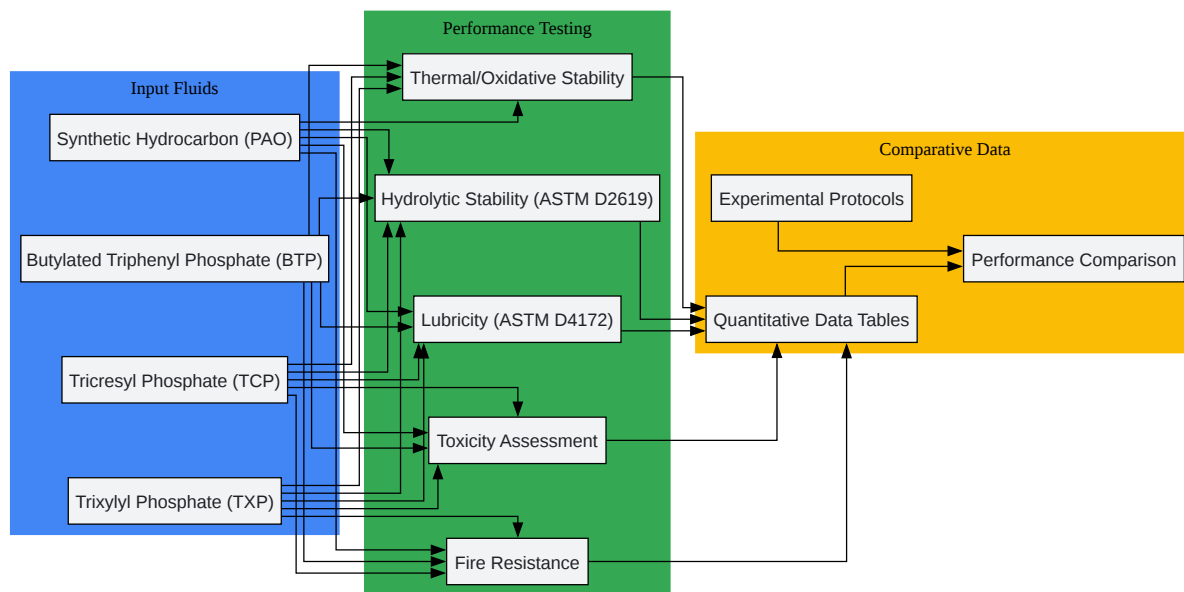 Performance Testing
Thermal/Oxidative Stability
Input Fluids
Synthetic Hydrocarbon (PAO)
Comparative Data
Hydrolytic Stability (ASTM D2619)
Experimental Protocols
Butylated Triphenyl Phosphate (BTP)
Performance Comparison
Lubricity (ASTM D4172)
Quantitative Data Tables
Tricresyl Phosphate (TCP)
Toxicity Assessment
Trixylyl Phosphate (TXP)
Fire Resistance